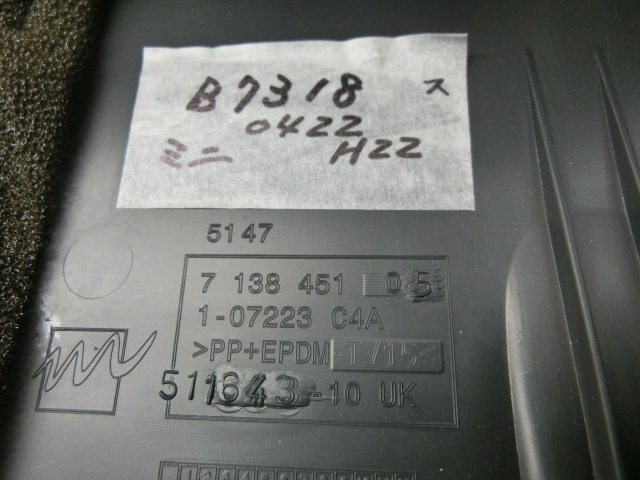 B7318 ス
0422
ミニ H22
5147
7 138 451 05
1-07223 C4A
>PP+EPDM-TV15<
511643-10 UK